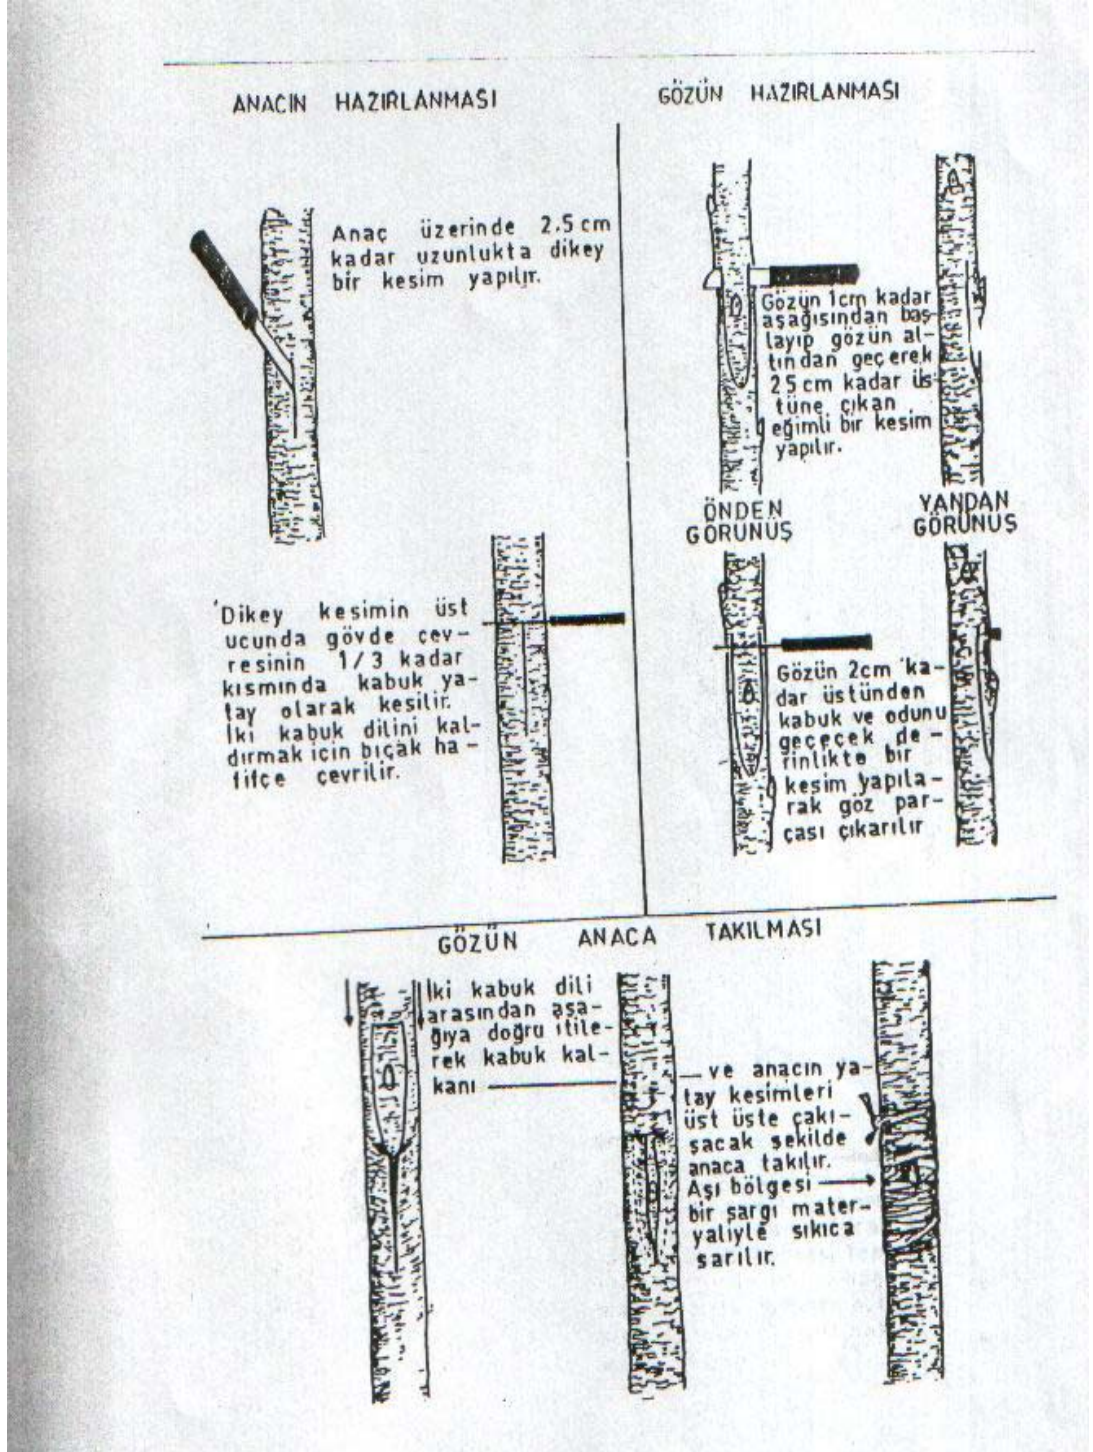 ANACIN HAZIRLANMASI
Anaç üzerinde 2.5 cm
kadar uzunlukta dikey
bir kesim yapılır.
Dikey kesimin üst
ucunda gövde çev-
resinin 1/3 kadar
kısmında kabuk ya-
tay olarak kesilir.
İki kabuk dilini kal-
dırmak icin bıçak ha-
fifçe çevrilir.
GÖZÜN HAZIRLANMASI
Gözün 1cm kadar
aşağısından baş-
layıp gözün al-
tından geçerek
25 cm kadar üs-
tüne çıkan
eğimli bir kesim
yapılır.
ÖNDEN
GÖRÜNÜŞ
YANDAN
GÖRÜNÜŞ
Gözün 2cm ka-
dar üstünden
kabuk ve odunu
geçecek de-
rinlikte bir
kesim yapıla-
rak göz par-
çası çıkarılır
GÖZÜN ANACA TAKILMASI
İki kabuk dili
arasından aşa-
ğıya doğru itile-
rek kabuk kal-
kanı
ve anacın ya-
tay kesimleri
üst üste çakı-
şacak şekilde
anaca takılır.
Aşı bölgesi
bir sargı mater-
yaliyle sıkıca
sarılır.